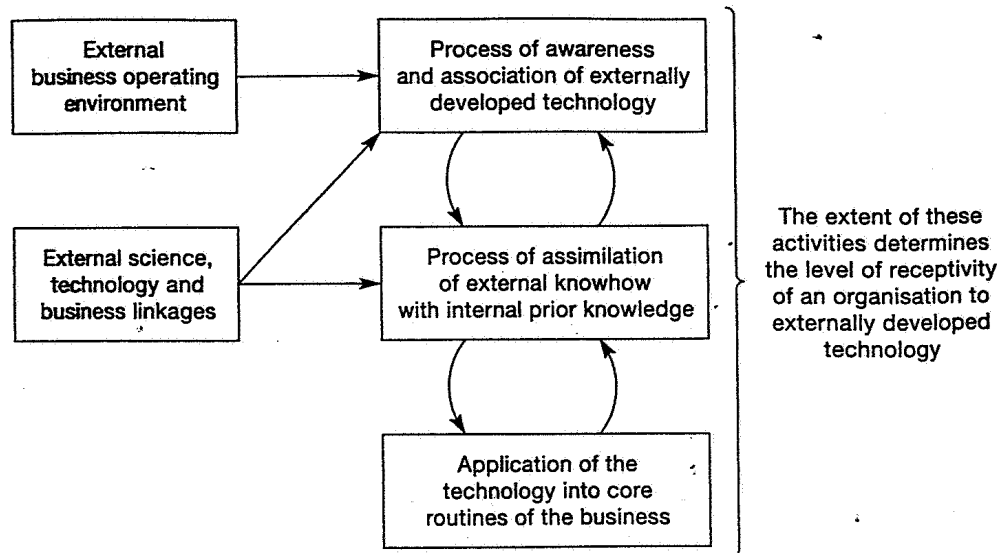 External
business operating
environment
Process of awareness
and association of externally
developed technology
External science,
technology and
business linkages
Process of assimilation
of external knowhow
with internal prior knowledge
Application of the
technology into core
routines of the business
The extent of these
activities determines
the level of receptivity
of an organisation to
externally developed
technology